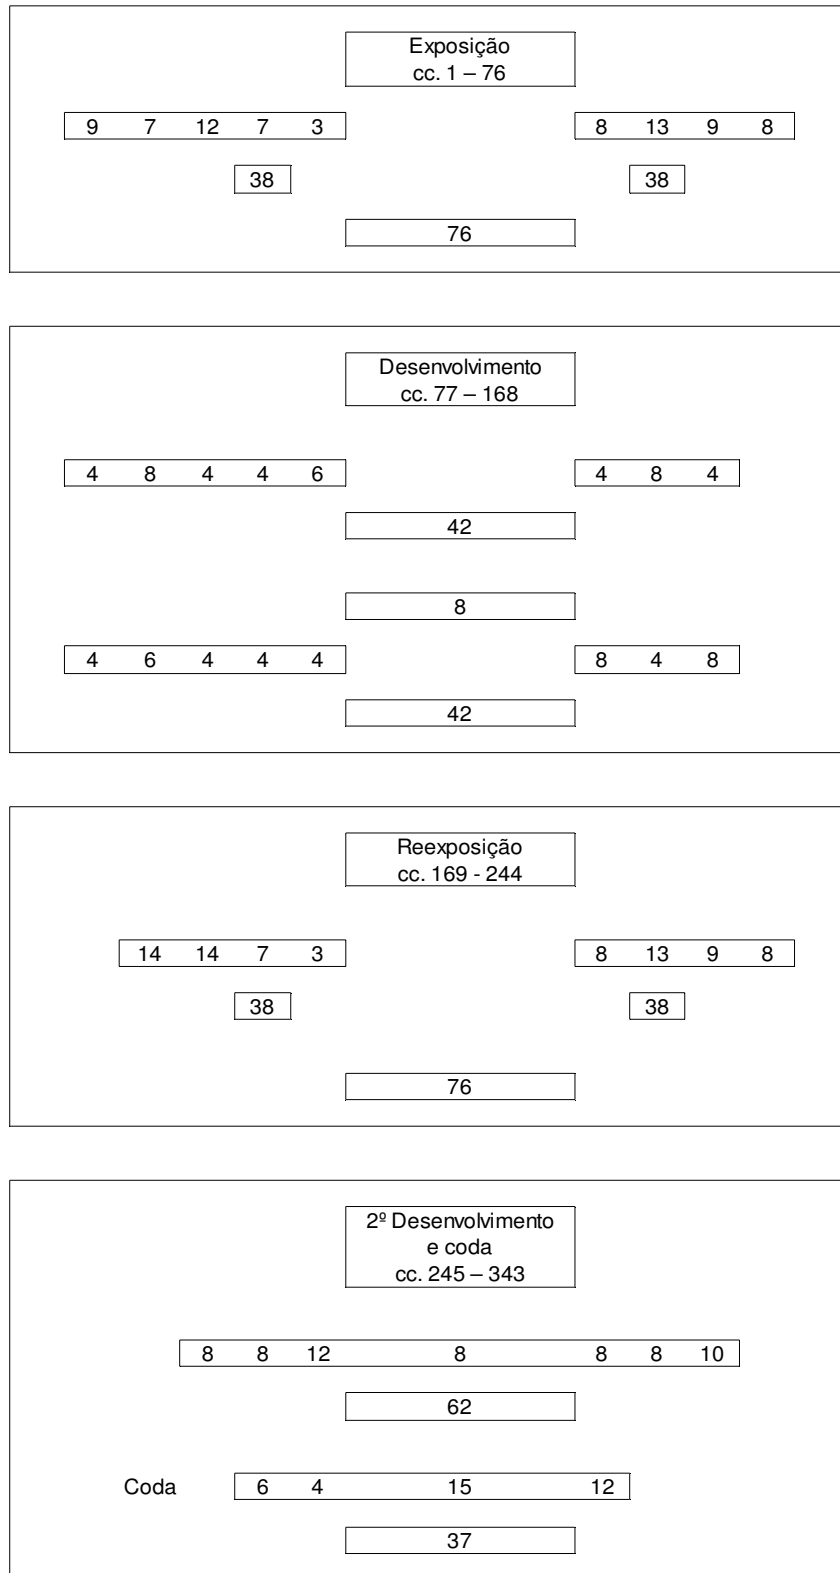 Exposição
cc. 1 – 76
9 7 12 7 3 8 13 9 8
38 38
76
Desenvolvimento
cc. 77 – 168
4 8 4 4 6 4 8 4
42
8
4 6 4 4 4 8 4 8
42
Reexposição
cc. 169 - 244
14 14 7 3 8 13 9 8
38 38
76
2º Desenvolvimento
e coda
cc. 245 – 343
8 8 12 8 8 8 10
62
Coda 6 4 15 12
37